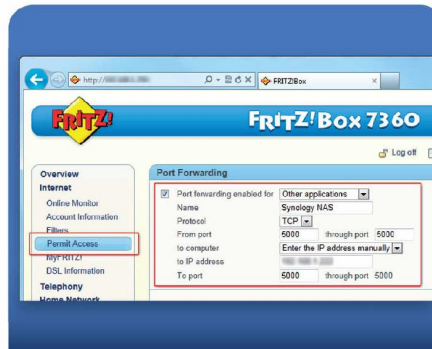 http://
FRITZ!Box
FRITZ!
FRITZ!Box 7360
Log off
Overview
Internet
Online Monitor
Account Information
Filters
Permit Access
MyFRITZ!
DSL Information
Telephony
Home Network
Port Forwarding
Port forwarding enabled for Other applications
Name Synology NAS
Protocol TCP
From port 5000 through port 5000
to computer Enter the IP address manually
to IP address
To port 5000 through port 5000